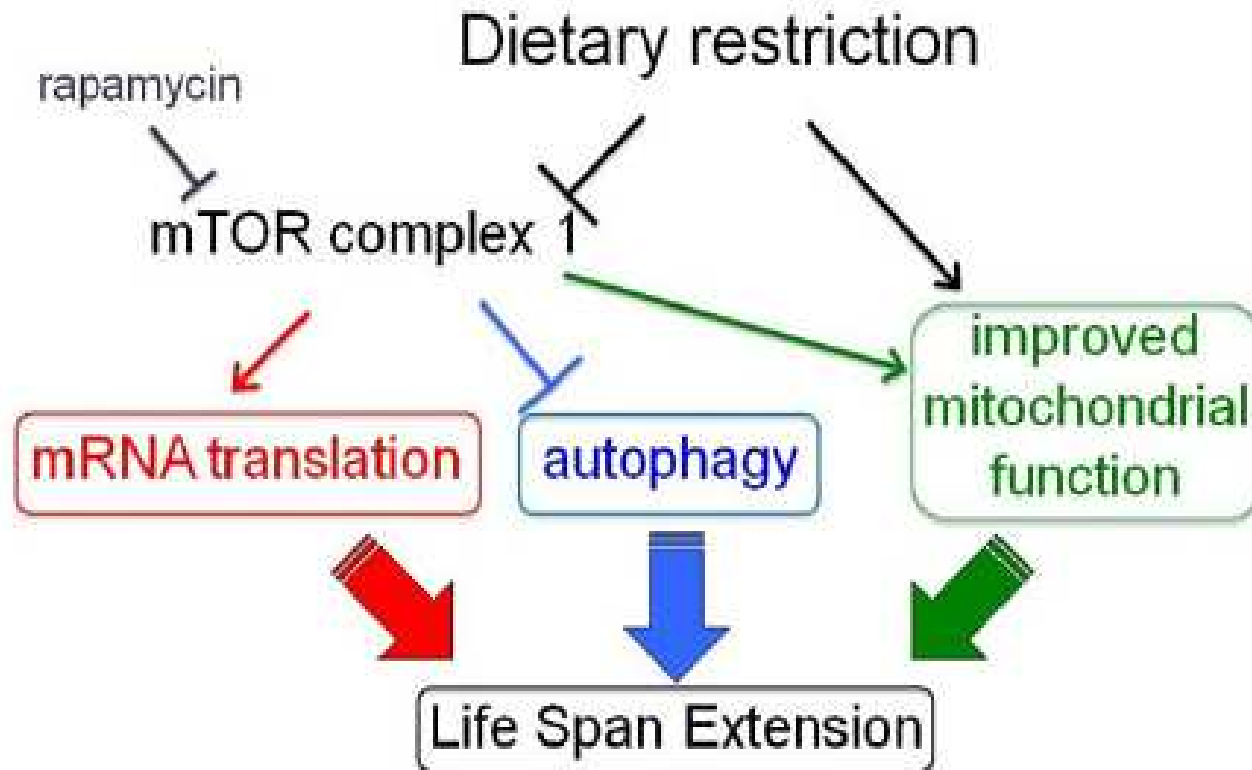 Dietary restriction
rapamycin
mTOR complex 1
improved
mitochondrial
function
mRNA translation
autophagy
Life Span Extension